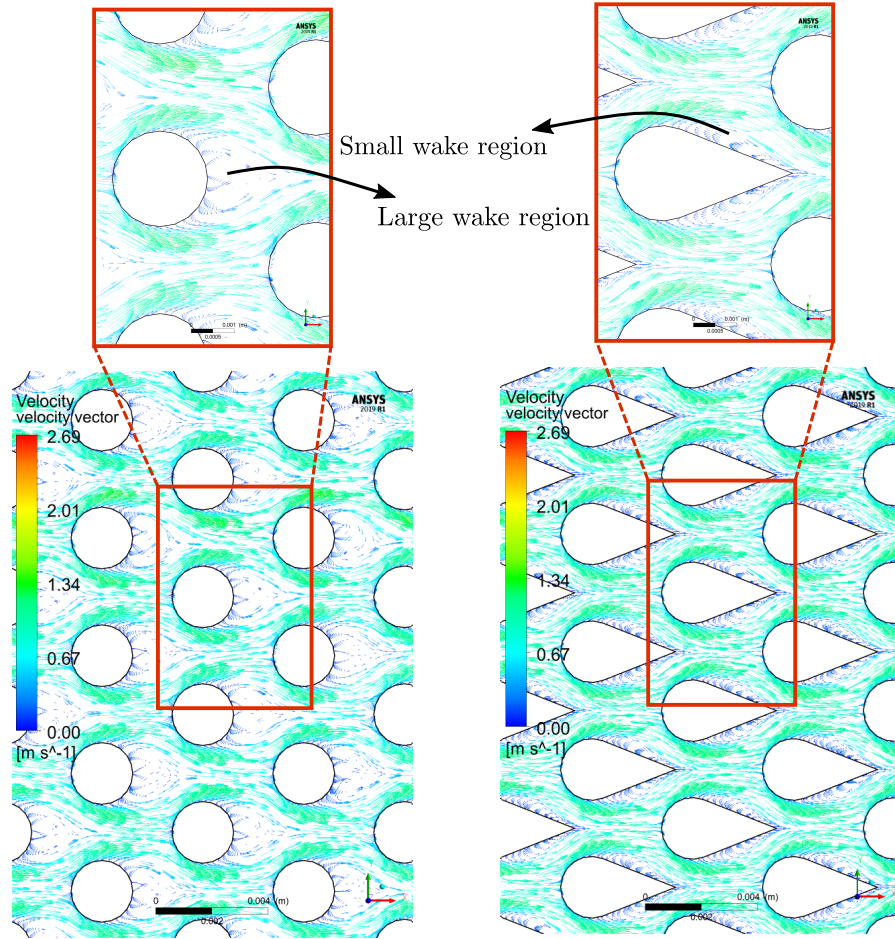 ANSYS
2019 R1
ANSYS
2019 R1
Small wake region
Large wake region
0 0.001 (m)
0.0005
0 0.001 (m)
0.0005
Velocity
velocity vector
2.69
2.01
1.34
0.67
0.00
[m s^-1]
ANSYS
2019 R1
0 0.004 (m)
0.002
Velocity
velocity vector
2.69
2.01
1.34
0.67
0.00
[m s^-1]
ANSYS
2019 R1
0 0.004 (m)
0.002